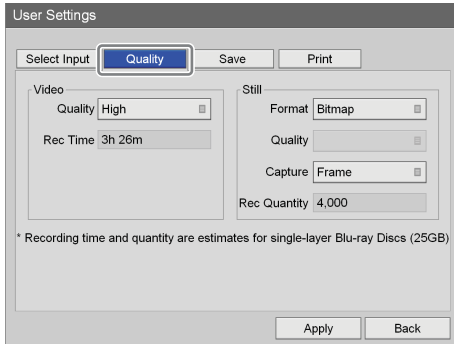 User Settings
Select Input Quality Save Print
Video
Quality High
Rec Time 3h 26m
Still
Format Bitmap
Quality
Capture Frame
Rec Quantity 4,000
* Recording time and quantity are estimates for single-layer Blu-ray Discs (25GB)
Apply Back